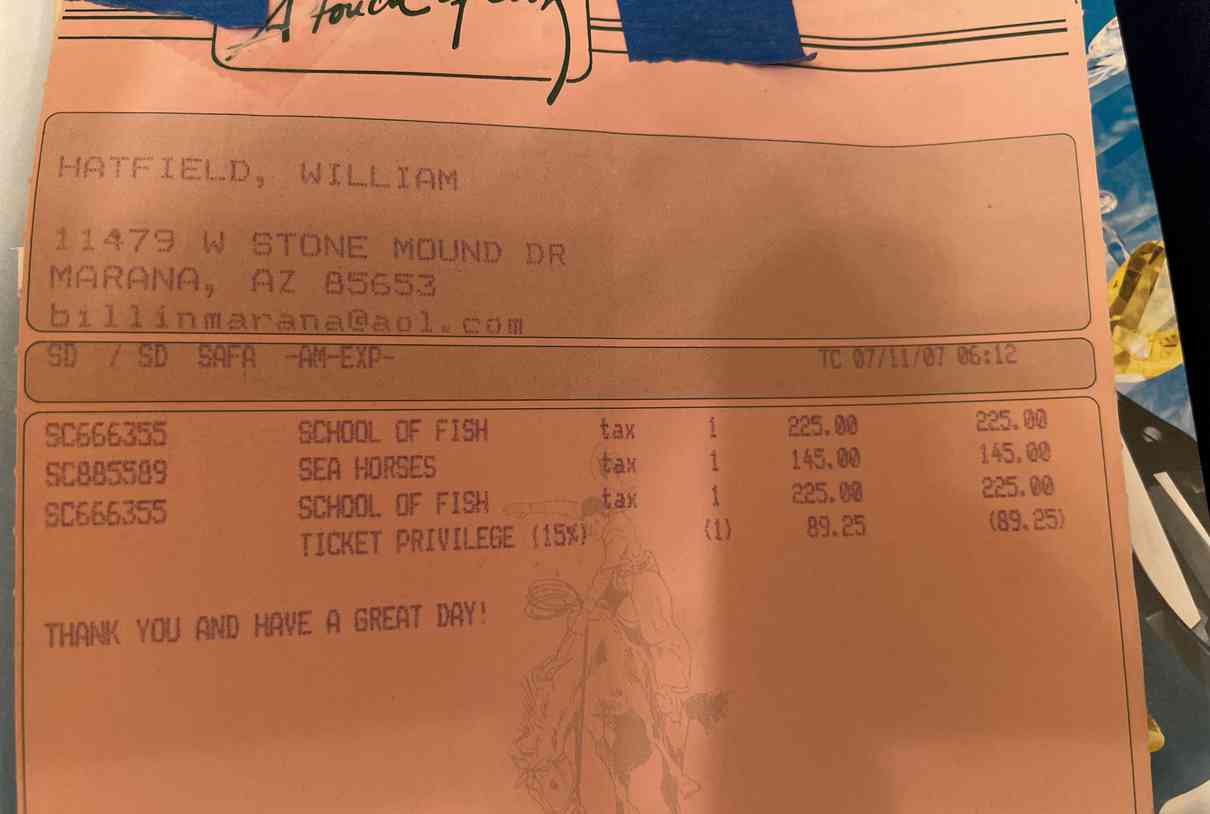 A touch of
HATFIELD, WILLIAM
11479 W STONE MOUND DR
MARANA, AZ 85653
billinmarana@aol.com
SD / SD SAFA -AM-EXP- TC 07/11/07 06:12
SC666355 SCHOOL OF FISH tax 1 225.00 225.00
SC885589 SEA HORSES tax 1 145.00 145.00
SC666355 SCHOOL OF FISH tax 1 225.00 225.00
TICKET PRIVILEGE (15%) (1) 89.25 (89.25)
THANK YOU AND HAVE A GREAT DAY!